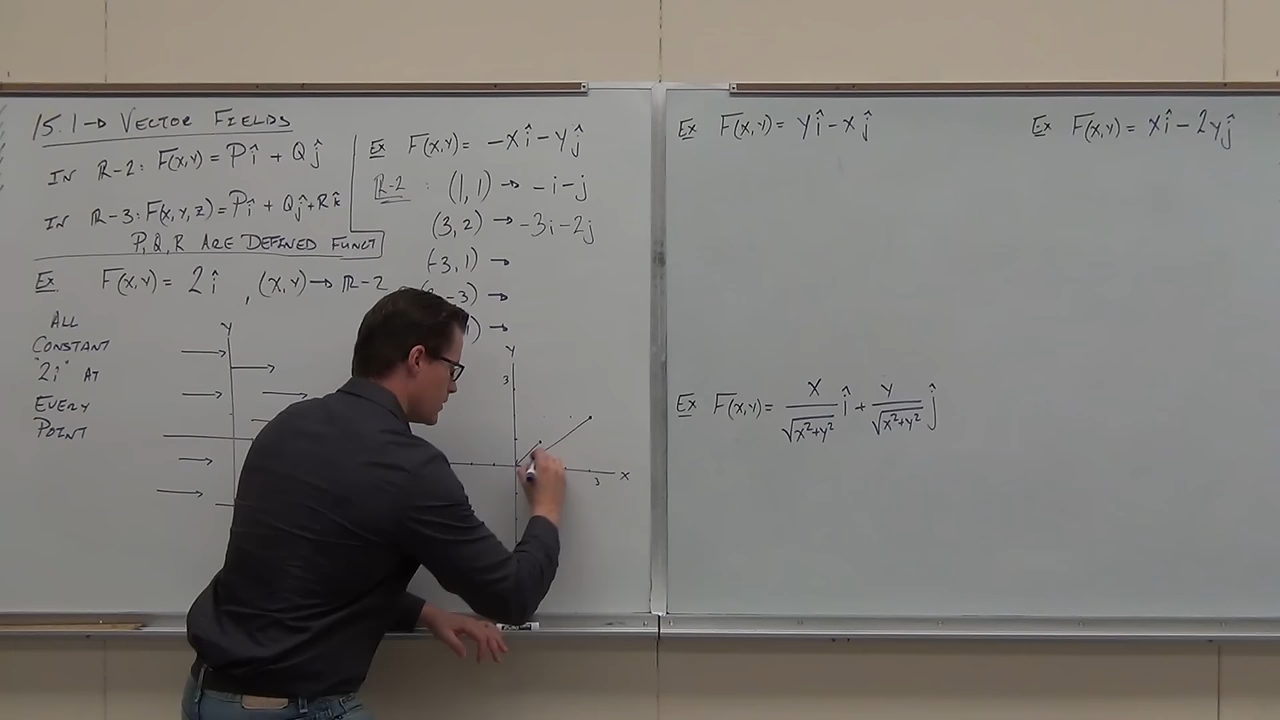 15.1 → VECTOR FIELDS
IN R-2: F(x,y) = Pî + Qĵ
IN R-3: F(x,y,z) = Pî + Qĵ + Rk̂
P, Q, R ARE DEFINED FUNCT
Ex F(x,y) = 2î , (x,y) → R-2
ALL
CONSTANT
"2i" AT
EVERY
POINT
Y
Ex F(x,y) = -xî - yĵ
R-2 : (1, 1) → -i - j
(3, 2) → -3i - 2j
(-3, 1) →
-3) →
) →
Y
3
3
X
Ex F(x,y) = yî - xĵ
Ex F(x,y) = xî - 2yĵ
Ex F(x,y) = x/√(x²+y²) î + y/√(x²+y²) ĵ